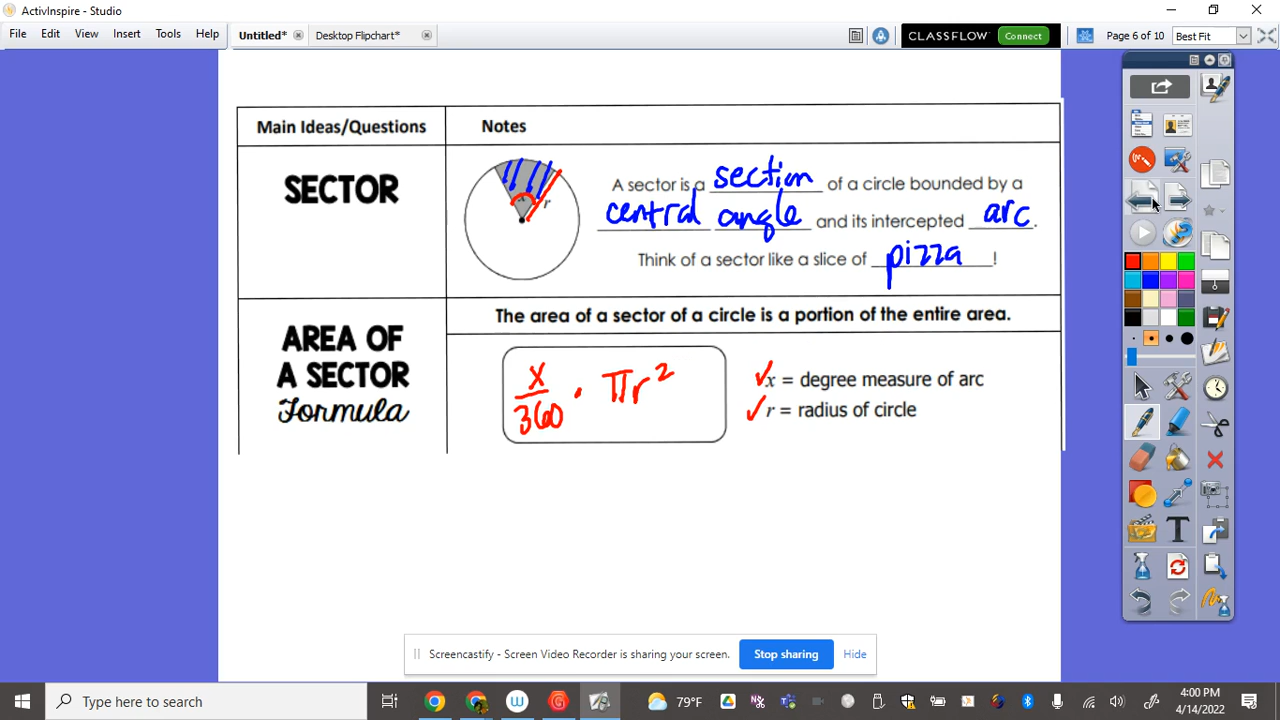 ActivInspire - Studio
File Edit View Insert Tools Help
Untitled* Desktop Flipchart* CLASSFLOW Connect Page 6 of 10 Best Fit
Main Ideas/Questions Notes
SECTOR
x r
A sector is a section of a circle bounded by a
central angle and its intercepted arc.
Think of a sector like a slice of pizza!
The area of a sector of a circle is a portion of the entire area.
AREA OF
A SECTOR
Formula
x/360 · πr²
✓x = degree measure of arc
✓r = radius of circle
Screencastify - Screen Video Recorder is sharing your screen. Stop sharing Hide
Type here to search
79°F
4:00 PM
4/14/2022